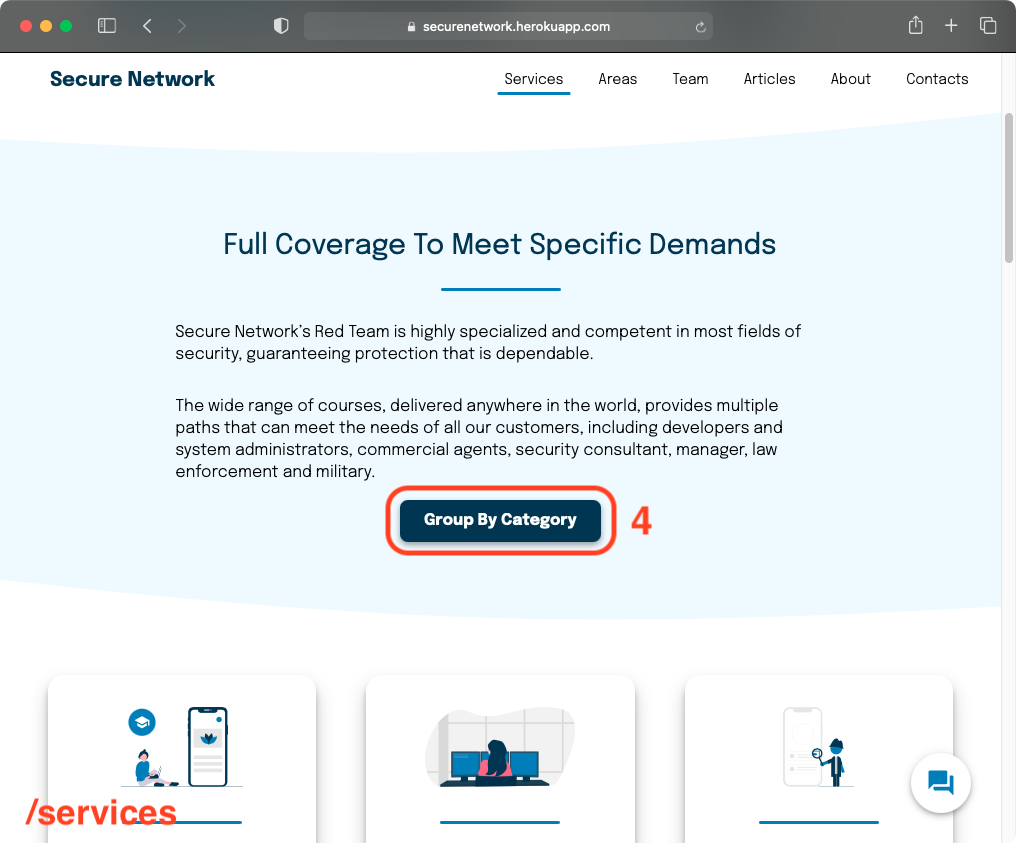 securenetwork.herokuapp.com
Secure Network
Services
Areas
Team
Articles
About
Contacts
Full Coverage To Meet Specific Demands
Secure Network's Red Team is highly specialized and competent in most fields of
security, guaranteeing protection that is dependable.
The wide range of courses, delivered anywhere in the world, provides multiple
paths that can meet the needs of all our customers, including developers and
system administrators, commercial agents, security consultant, manager, law
enforcement and military.
Group By Category
4
/services